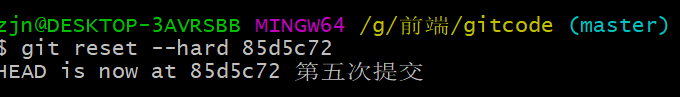 zjn@DESKTOP-3AVRSBB MINGW64 /g/前端/gitcode (master)
$ git reset --hard 85d5c72
HEAD is now at 85d5c72 第五次提交